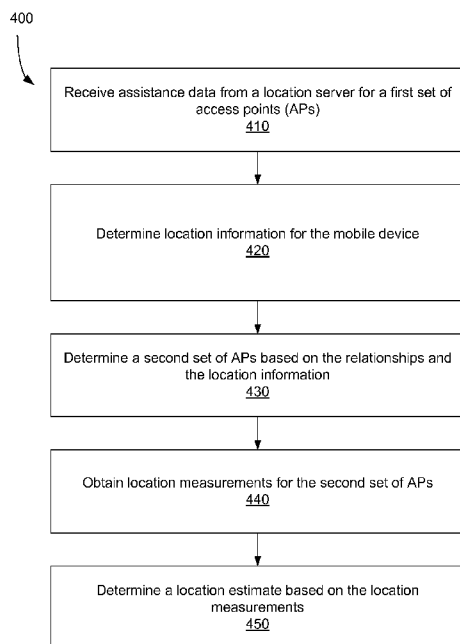 400
Receive assistance data from a location server for a first set of
access points (APs)
410
Determine location information for the mobile device
420
Determine a second set of APs based on the relationships and
the location information
430
Obtain location measurements for the second set of APs
440
Determine a location estimate based on the location
measurements
450